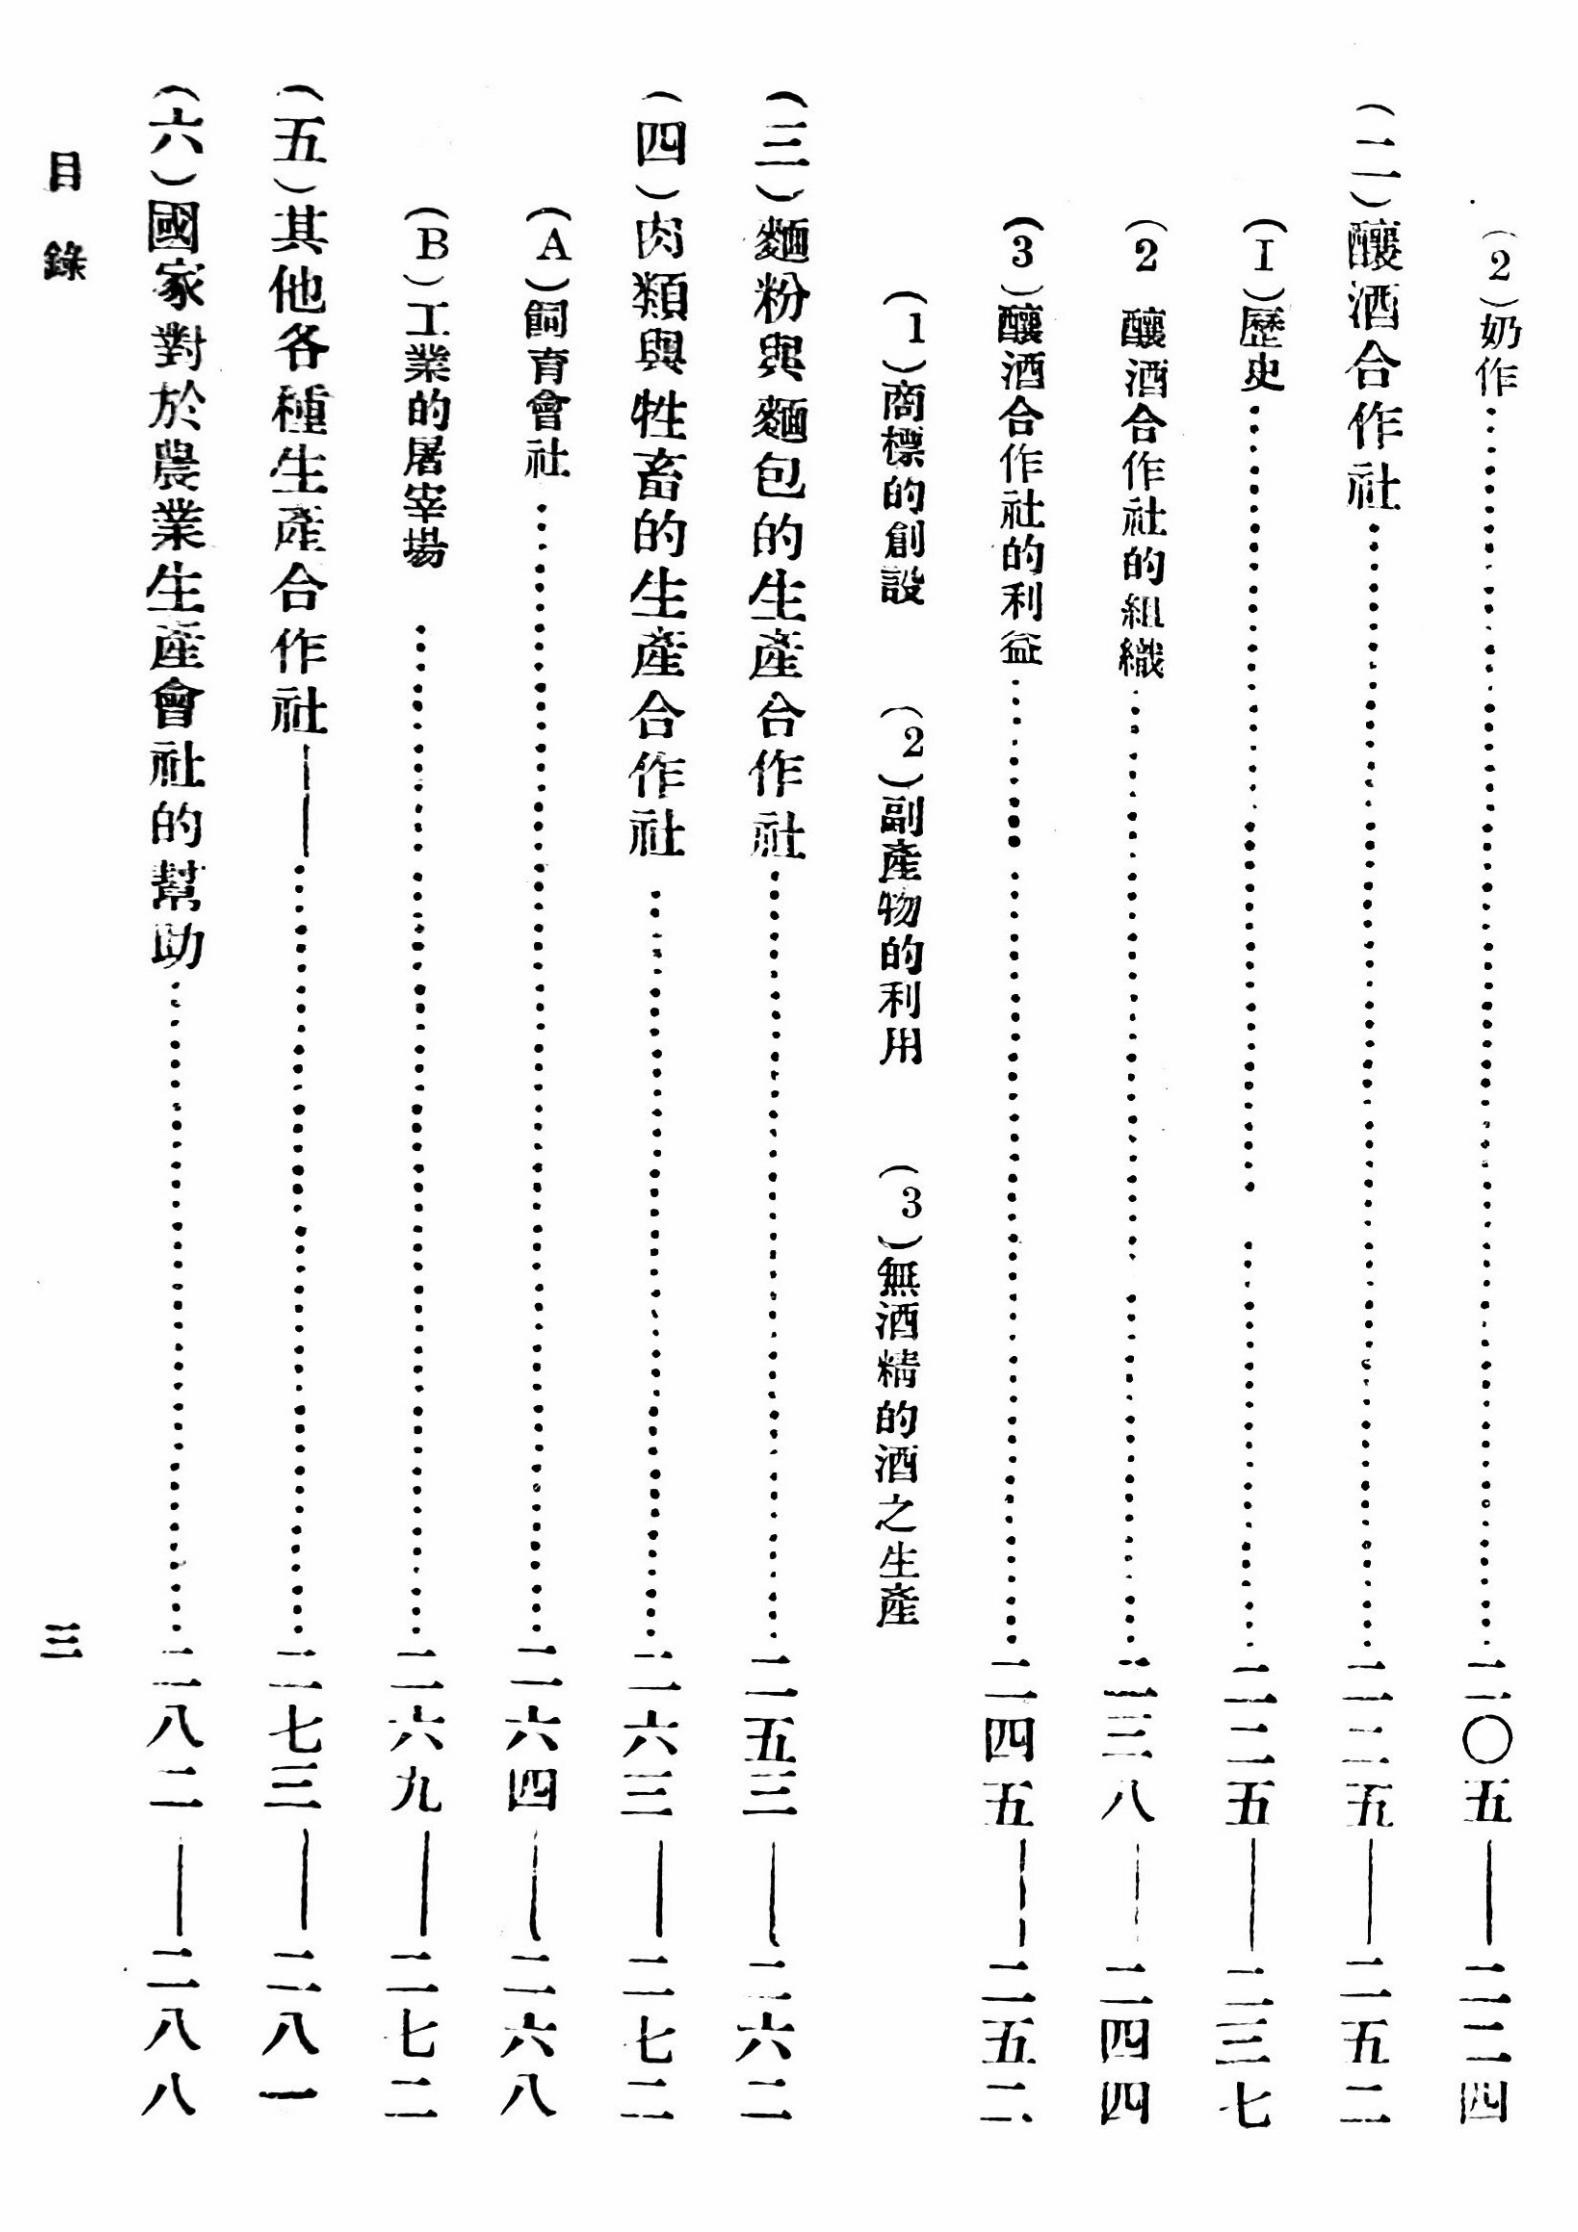 （2）奶作……二〇五——二二四
（二）釀酒合作社……二二五——二五二
（I）歷史……二二五——二三七
（2 釀酒合作社的組織……二三八——二四四
（3）釀酒合作社的利益……二四五——二五二
（1）商標的創設 （2）副產物的利用 （3）無酒精的酒之生產
（三）麵粉與麵包的生產合作社……二五三——二六二
（四）肉類與牲畜的生產合作社……二六三——二七二
（A）飼育會社……二六四——二六八
（B）工業的屠宰場……二六九——二七二
（五）其他各種生產合作社——……二七三——二八一
（六）國家對於農業生產會社的幫助……二八二——二八八
目錄 三